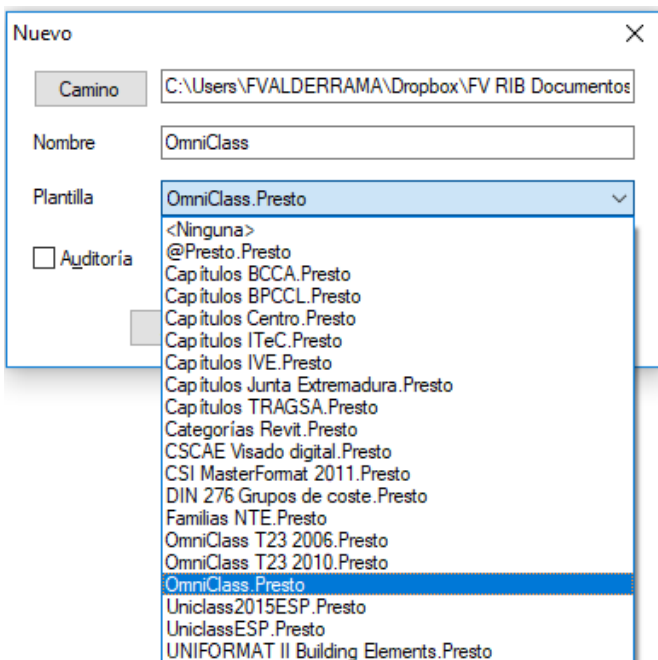 Nuevo
Camino
C:\Users\FVALDERRAMA\Dropbox\FV RIB Documentos
Nombre
OmniClass
Plantilla
OmniClass.Presto
Auditoría
<Ninguna>
@Presto.Presto
Capítulos BCCA.Presto
Capítulos BPCCL.Presto
Capítulos Centro.Presto
Capítulos ITeC.Presto
Capítulos IVE.Presto
Capítulos Junta Extremadura.Presto
Capítulos TRAGSA.Presto
Categorías Revit.Presto
CSCAE Visado digital.Presto
CSI MasterFormat 2011.Presto
DIN 276 Grupos de coste.Presto
Familias NTE.Presto
OmniClass T23 2006.Presto
OmniClass T23 2010.Presto
OmniClass.Presto
Uniclass2015ESP.Presto
UniclassESP.Presto
UNIFORMAT II Building Elements.Presto